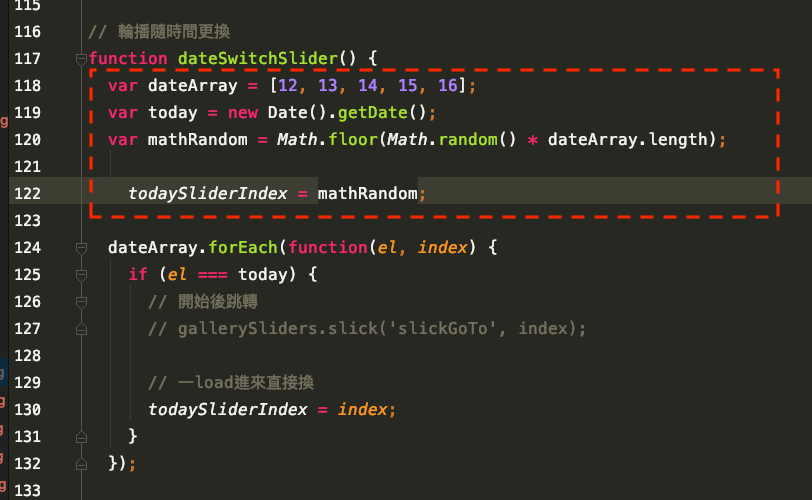 115
116 // 輪播隨時間更換
117 function dateSwitchSlider() {
118 var dateArray = [12, 13, 14, 15, 16];
119 var today = new Date().getDate();
120 var mathRandom = Math.floor(Math.random() * dateArray.length);
121
122 todaySliderIndex = mathRandom;
123
124 dateArray.forEach(function(el, index) {
125 if (el === today) {
126 // 開始後跳轉
127 // gallerySliders.slick('slickGoTo', index);
128
129 // 一load進來直接換
130 todaySliderIndex = index;
131 }
132 });
133